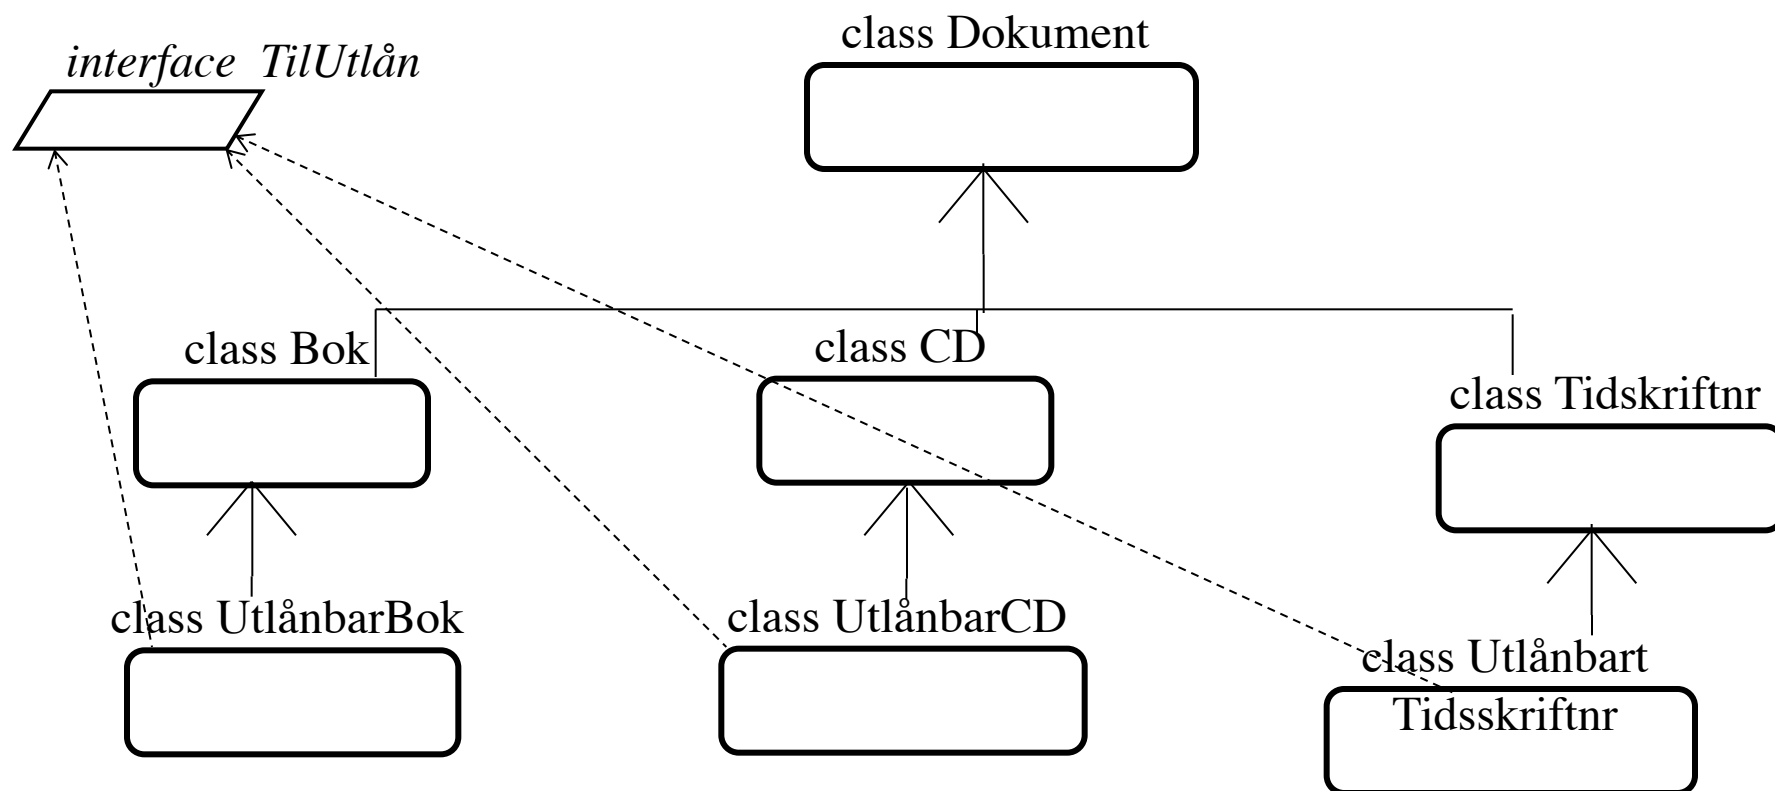 class Dokument
interface TilUtlån
class Bok
class CD
class Tidskriftnr
class UtlånbarBok
class UtlånbarCD
class Utlånbart
Tidsskriftnr